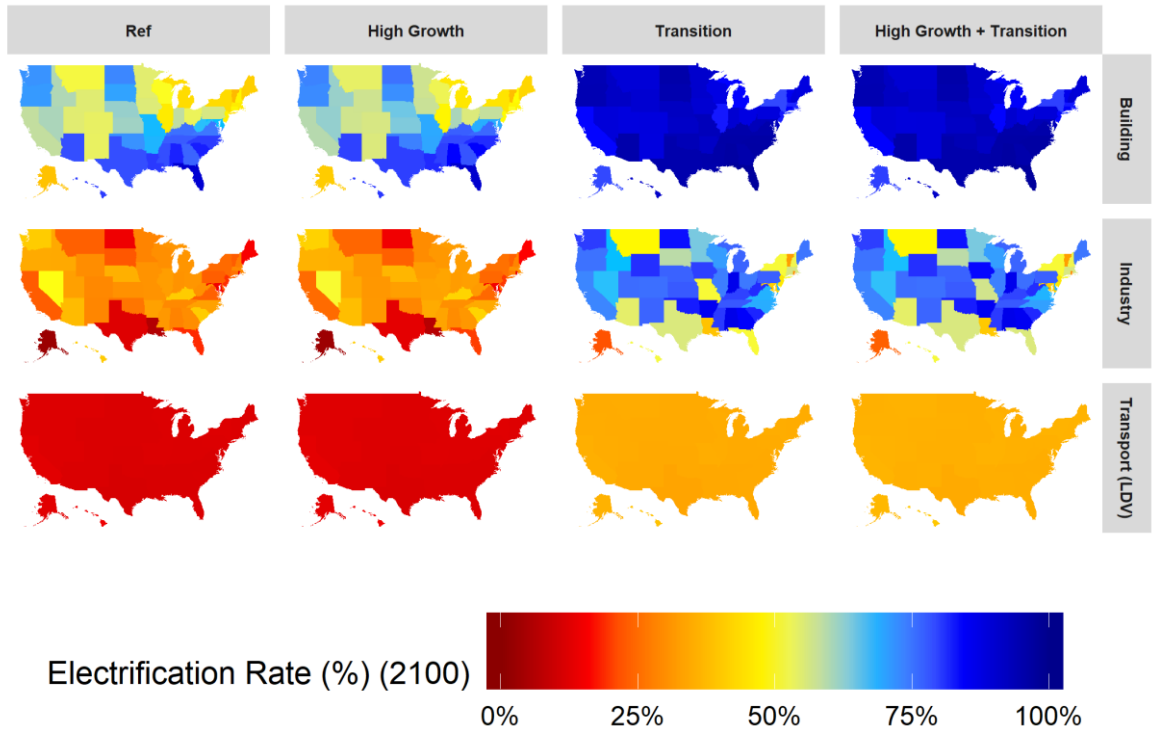 Ref
High Growth
Transition
High Growth + Transition
Building
Industry
Transport (LDV)
Electrification Rate (%) (2100)
0%
25%
50%
75%
100%